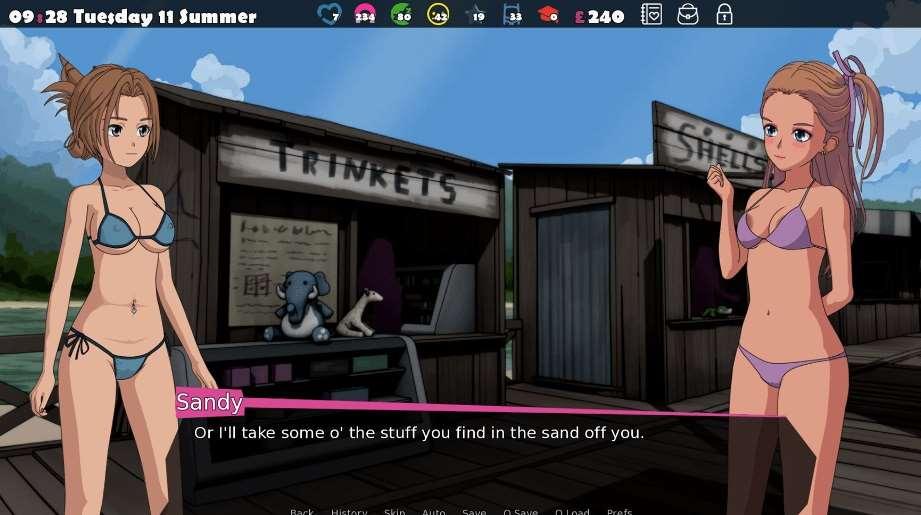 09:28 Tuesday 11 Summer 7 234 80 42 19 33 0 £240
TRINKETS
SHELLS
Sandy
Or I'll take some o' the stuff you find in the sand off you.
Back History Skip Auto Save Q.Save Q.Load Prefs